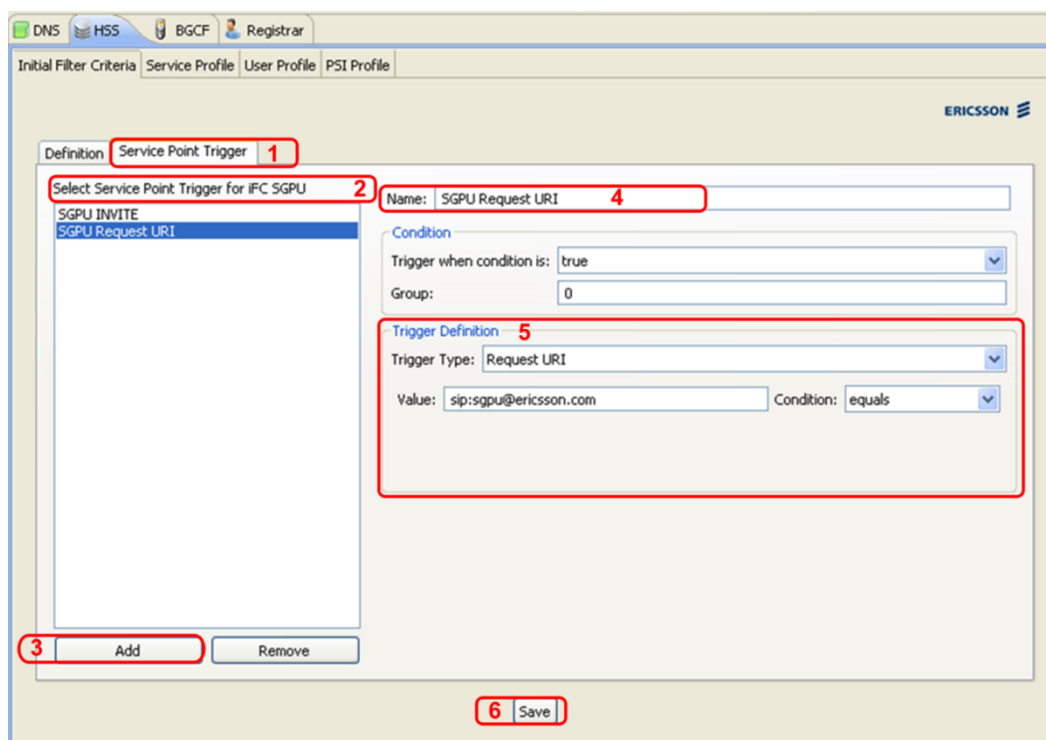 DNS HSS BGCF Registrar
Initial Filter Criteria Service Profile User Profile PSI Profile
ERICSSON
Definition Service Point Trigger 1
Select Service Point Trigger for iFC SGPU 2
SGPU INVITE
SGPU Request URI
3 Add Remove
Name: SGPU Request URI 4
Condition
Trigger when condition is: true
Group: 0
Trigger Definition 5
Trigger Type: Request URI
Value: sip:sgpu@ericsson.com Condition: equals
6 Save